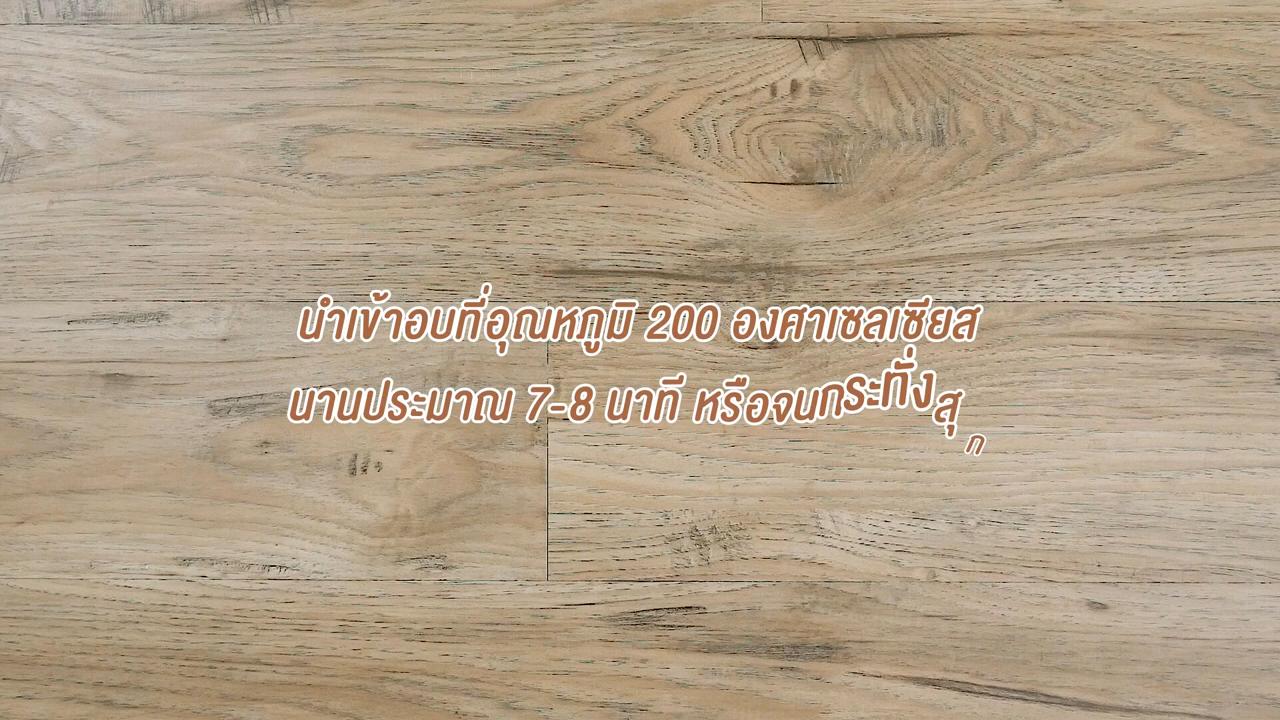 นำเข้าอบที่อุณหภูมิ 200 องศาเซลเซียส
นานประมาณ 7-8 นาที หรือจนกระทั่งสุก